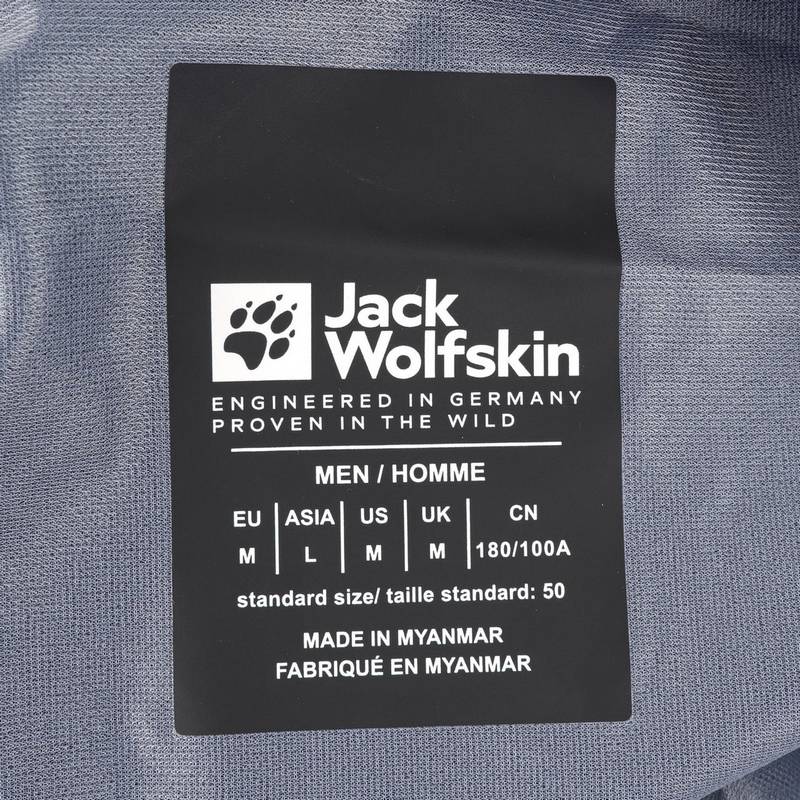 Jack
Wolfskin
ENGINEERED IN GERMANY
PROVEN IN THE WILD
MEN / HOMME
EU ASIA US UK CN
M L M M 180/100A
standard size/ taille standard: 50
MADE IN MYANMAR
FABRIQUÉ EN MYANMAR